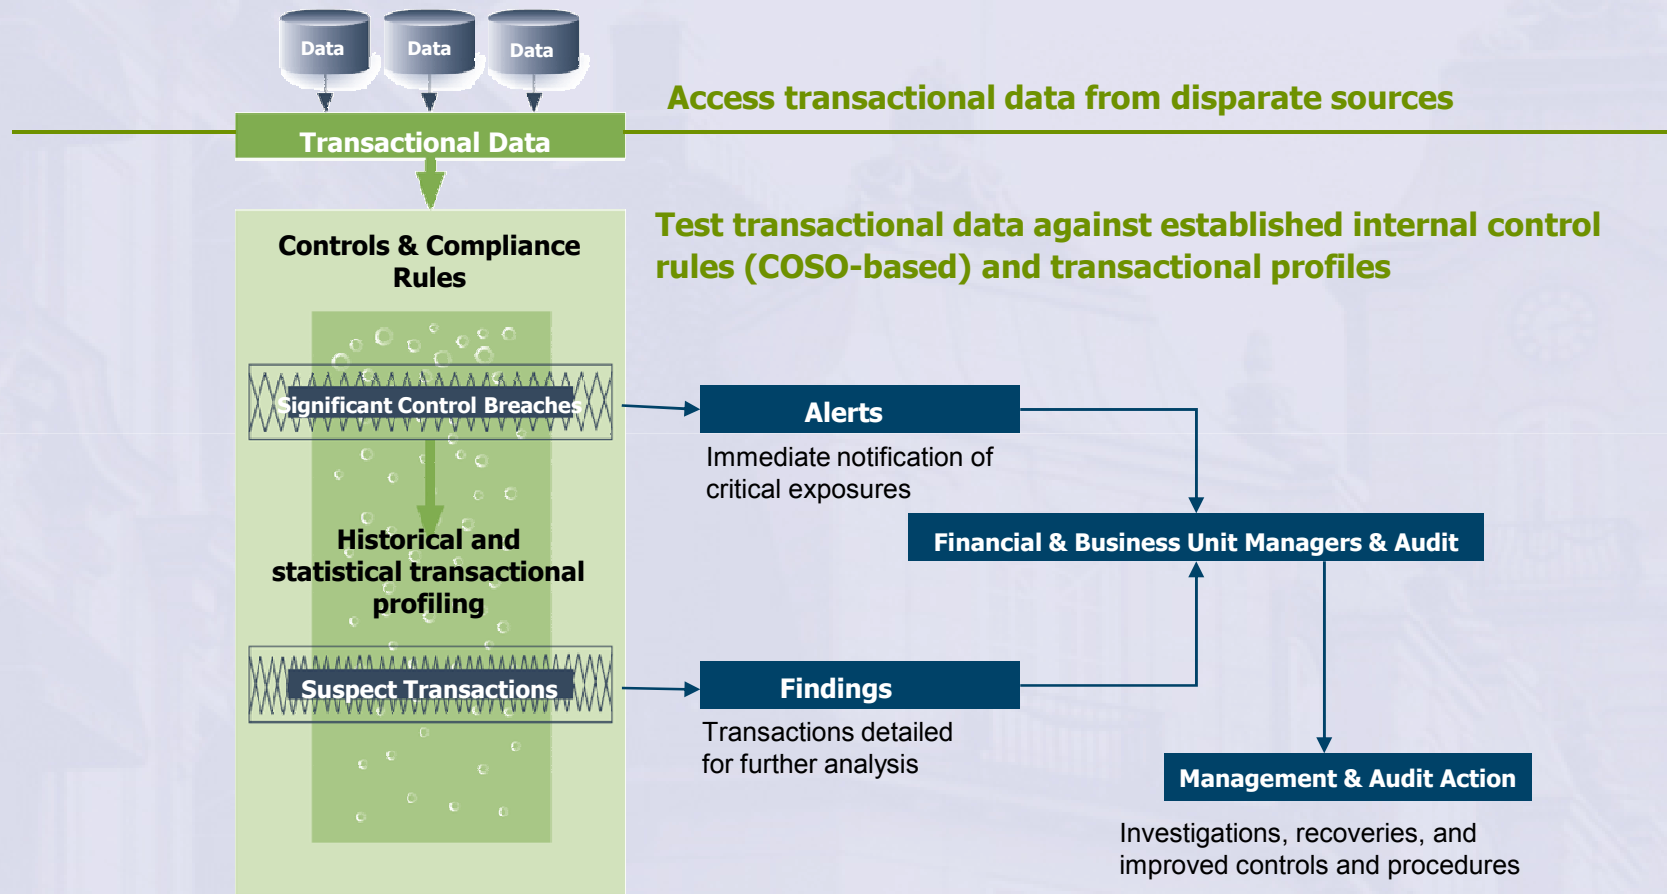 Data
Data
Data
Access transactional data from disparate sources
Transactional Data
Test transactional data against established internal control
rules (COSO-based) and transactional profiles
Controls & Compliance
Rules
Significant Control Breaches
Alerts
Immediate notification of
critical exposures
Financial & Business Unit Managers & Audit
Historical and
statistical transactional
profiling
Suspect Transactions
Findings
Transactions detailed
for further analysis
Management & Audit Action
Investigations, recoveries, and
improved controls and procedures